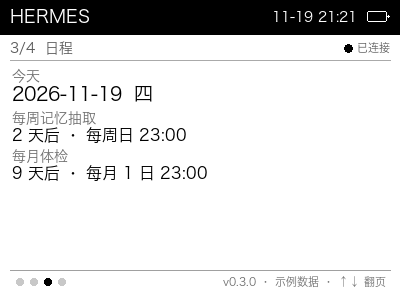 HERMES 11-19 21:21
3/4 日程 已连接
今天
2026-11-19 四
每周记忆抽取
2 天后 · 每周日 23:00
每月体检
9 天后 · 每月 1 日 23:00
v0.3.0 · 示例数据 · ↑↓ 翻页